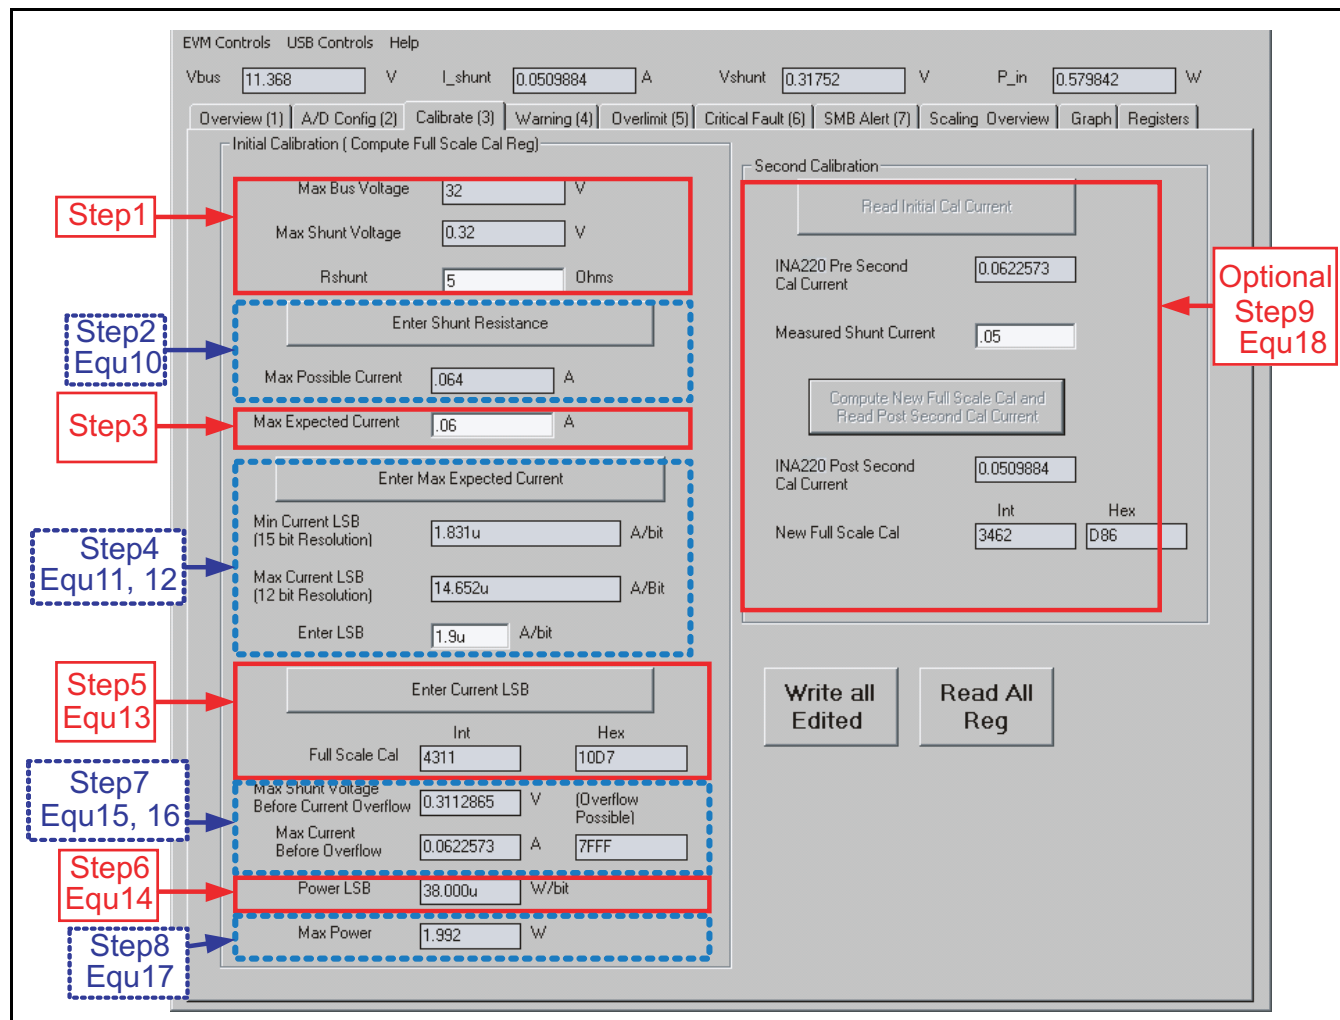 EVM Controls USB Controls Help
Vbus 11.368 V I_shunt 0.0509884 A Vshunt 0.31752 V P_in 0.579842 W
Overview (1) A/D Config (2) Calibrate (3) Warning (4) Overlimit (5) Critical Fault (6) SMB Alert (7) Scaling Overview Graph Registers
Initial Calibration ( Compute Full Scale Cal Reg)
Step1
Max Bus Voltage 32 V
Max Shunt Voltage 0.32 V
Rshunt 5 Ohms
Step2
Equ10
Enter Shunt Resistance
Max Possible Current .064 A
Step3
Max Expected Current .06 A
Step4
Equ11, 12
Enter Max Expected Current
Min Current LSB
(15 bit Resolution) 1.831u A/bit
Max Current LSB
(12 bit Resolution) 14.652u A/Bit
Enter LSB 1.9u A/bit
Step5
Equ13
Enter Current LSB
Int Hex
Full Scale Cal 4311 10D7
Step7
Equ15, 16
Max Shunt Voltage
Before Current Overflow 0.3112865 V (Overflow
Possible)
Max Current
Before Overflow 0.0622573 A 7FFF
Step6
Equ14
Power LSB 38.000u W/bit
Step8
Equ17
Max Power 1.992 W
Second Calibration
Read Initial Cal Current
INA220 Pre Second
Cal Current 0.0622573
Measured Shunt Current .05
Compute New Full Scale Cal and
Read Post Second Cal Current
INA220 Post Second
Cal Current 0.0509884
Int Hex
New Full Scale Cal 3462 D86
Optional
Step9
Equ18
Write all
Edited
Read All
Reg